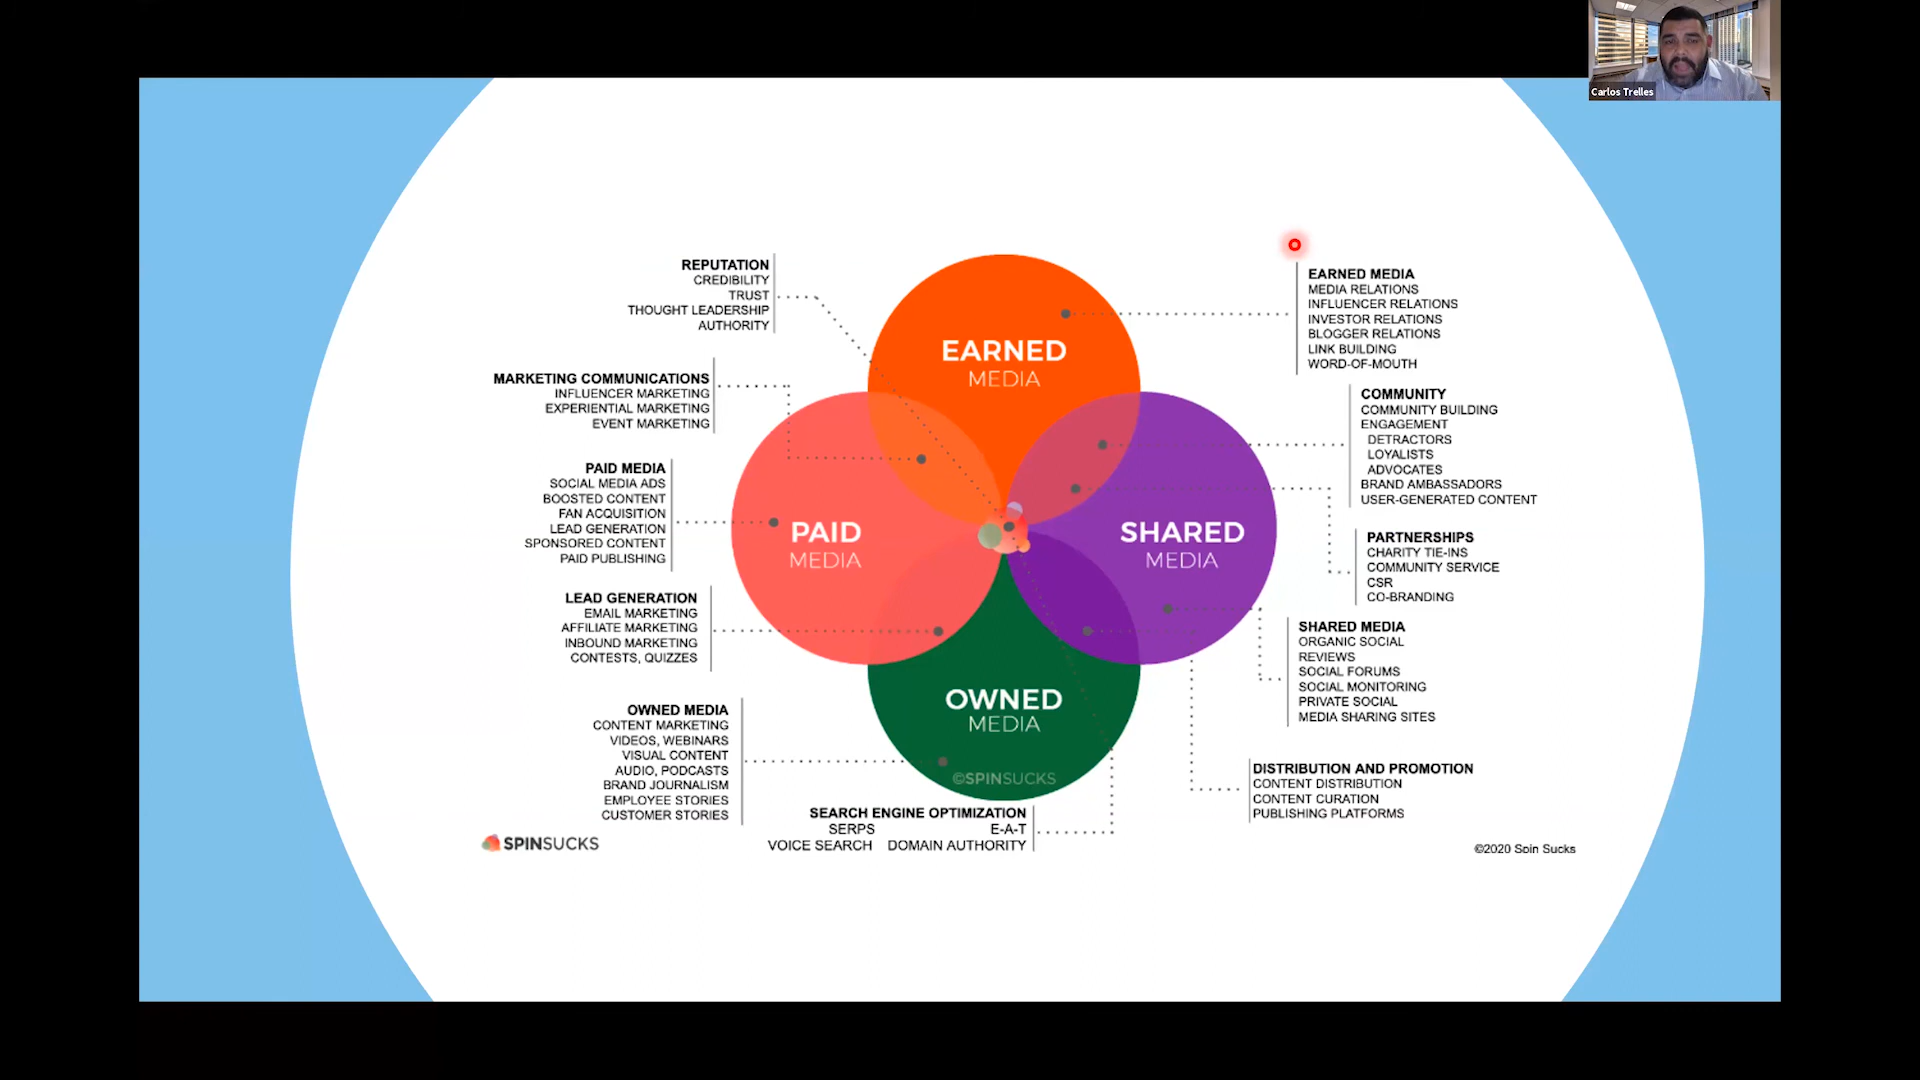 Carlos Trelles
REPUTATION
CREDIBILITY
TRUST
THOUGHT LEADERSHIP
AUTHORITY
MARKETING COMMUNICATIONS
INFLUENCER MARKETING
EXPERIENTIAL MARKETING
EVENT MARKETING
PAID MEDIA
SOCIAL MEDIA ADS
BOOSTED CONTENT
FAN ACQUISITION
LEAD GENERATION
SPONSORED CONTENT
PAID PUBLISHING
LEAD GENERATION
EMAIL MARKETING
AFFILIATE MARKETING
INBOUND MARKETING
CONTESTS, QUIZZES
OWNED MEDIA
CONTENT MARKETING
VIDEOS, WEBINARS
VISUAL CONTENT
AUDIO, PODCASTS
BRAND JOURNALISM
EMPLOYEE STORIES
CUSTOMER STORIES
SPINSUCKS
EARNED
MEDIA
PAID
MEDIA
SHARED
MEDIA
OWNED
MEDIA
©SPINSUCKS
SEARCH ENGINE OPTIMIZATION
SERPS E-A-T
VOICE SEARCH DOMAIN AUTHORITY
EARNED MEDIA
MEDIA RELATIONS
INFLUENCER RELATIONS
INVESTOR RELATIONS
BLOGGER RELATIONS
LINK BUILDING
WORD-OF-MOUTH
COMMUNITY
COMMUNITY BUILDING
ENGAGEMENT
DETRACTORS
LOYALISTS
ADVOCATES
BRAND AMBASSADORS
USER-GENERATED CONTENT
PARTNERSHIPS
CHARITY TIE-INS
COMMUNITY SERVICE
CSR
CO-BRANDING
SHARED MEDIA
ORGANIC SOCIAL
REVIEWS
SOCIAL FORUMS
SOCIAL MONITORING
PRIVATE SOCIAL
MEDIA SHARING SITES
DISTRIBUTION AND PROMOTION
CONTENT DISTRIBUTION
CONTENT CURATION
PUBLISHING PLATFORMS
©2020 Spin Sucks